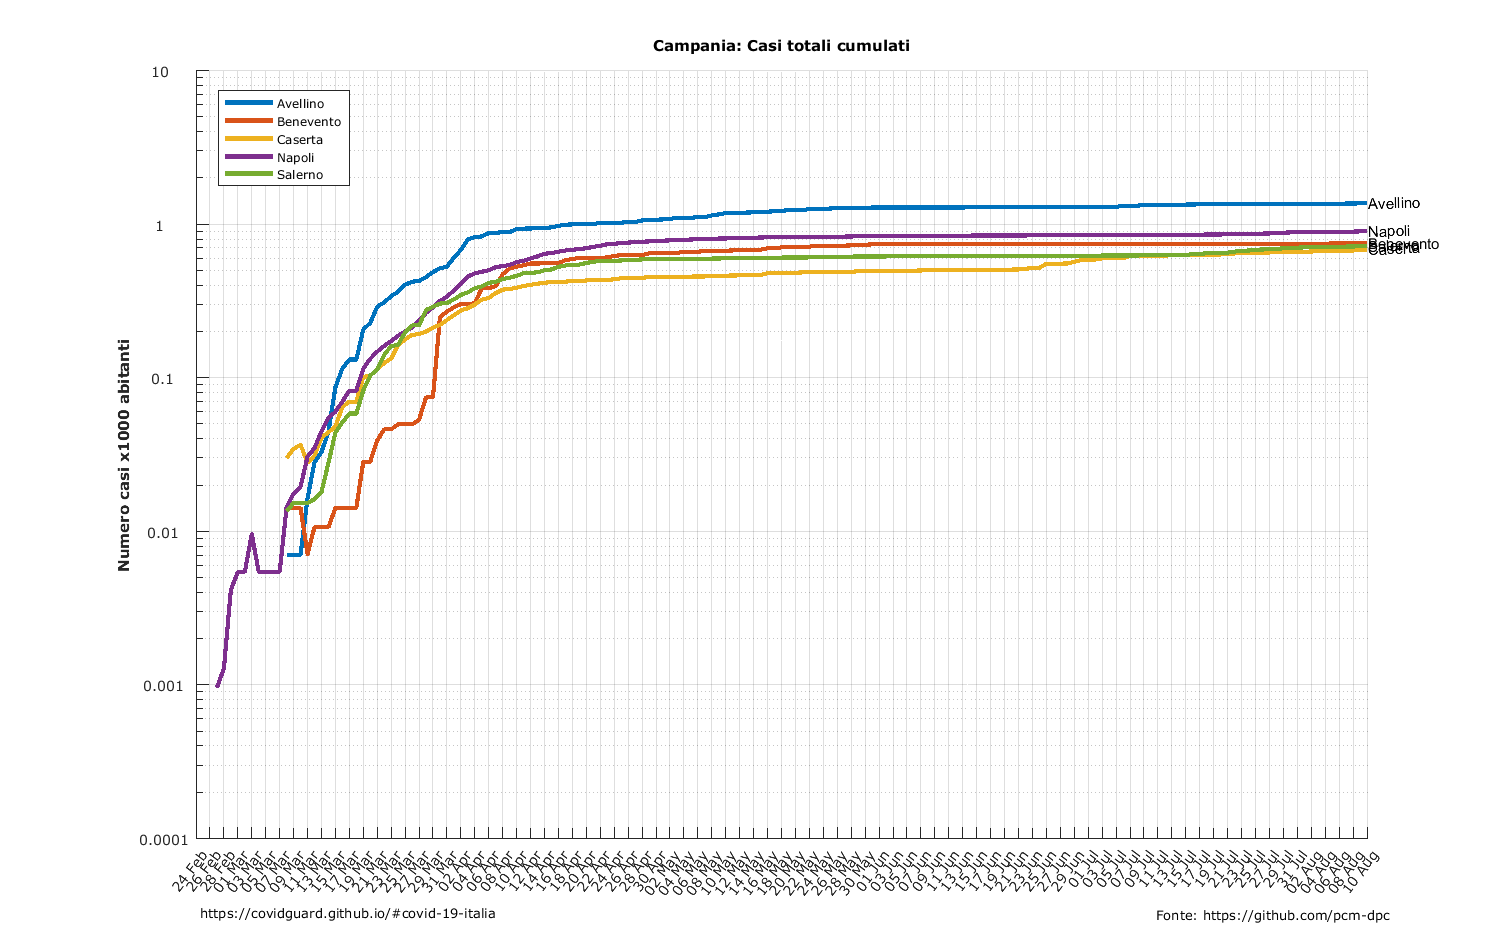 Campania: Casi totali cumulati
10
1
0.1
0.01
0.001
0.0001
Numero casi x1000 abitanti
Avellino
Benevento
Caserta
Napoli
Salerno
Avellino
Napoli
Benevento
Caserta
24 Feb
26 Feb
28 Feb
01 Mar
03 Mar
05 Mar
07 Mar
09 Mar
11 Mar
13 Mar
15 Mar
17 Mar
19 Mar
21 Mar
23 Mar
25 Mar
27 Mar
29 Mar
31 Mar
02 Apr
04 Apr
06 Apr
08 Apr
10 Apr
12 Apr
14 Apr
16 Apr
18 Apr
20 Apr
22 Apr
24 Apr
26 Apr
28 Apr
30 Apr
02 May
04 May
06 May
08 May
10 May
12 May
14 May
16 May
18 May
20 May
22 May
24 May
26 May
28 May
30 May
01 Jun
03 Jun
05 Jun
07 Jun
09 Jun
11 Jun
13 Jun
15 Jun
17 Jun
19 Jun
21 Jun
23 Jun
25 Jun
27 Jun
29 Jun
01 Jul
03 Jul
05 Jul
07 Jul
09 Jul
11 Jul
13 Jul
15 Jul
17 Jul
19 Jul
21 Jul
23 Jul
25 Jul
27 Jul
29 Jul
31 Jul
02 Aug
04 Aug
06 Aug
08 Aug
10 Aug
https://covidguard.github.io/#covid-19-italia
Fonte: https://github.com/pcm-dpc